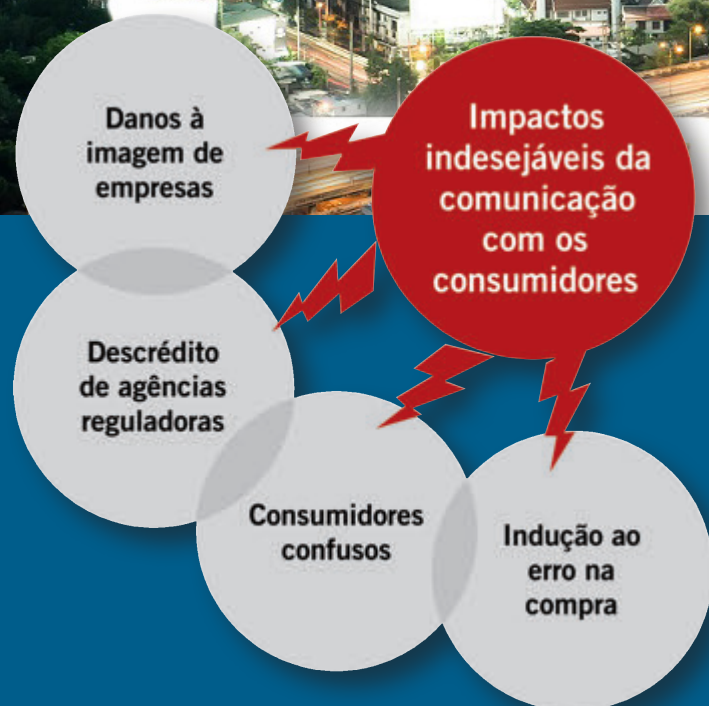 Danos à
imagem de
empresas
Impactos
indesejáveis da
comunicação
com os
consumidores
Descrédito
de agências
reguladoras
Consumidores
confusos
Indução ao
erro na
compra